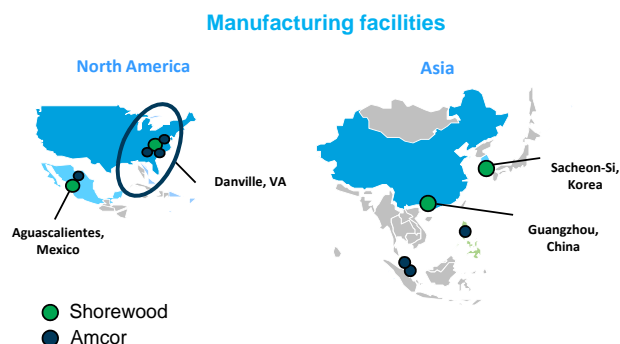 Manufacturing facilities
North America
Asia
Danville, VA
Aguascalientes,
Mexico
Sacheon-Si,
Korea
Guangzhou,
China
Shorewood
Amcor